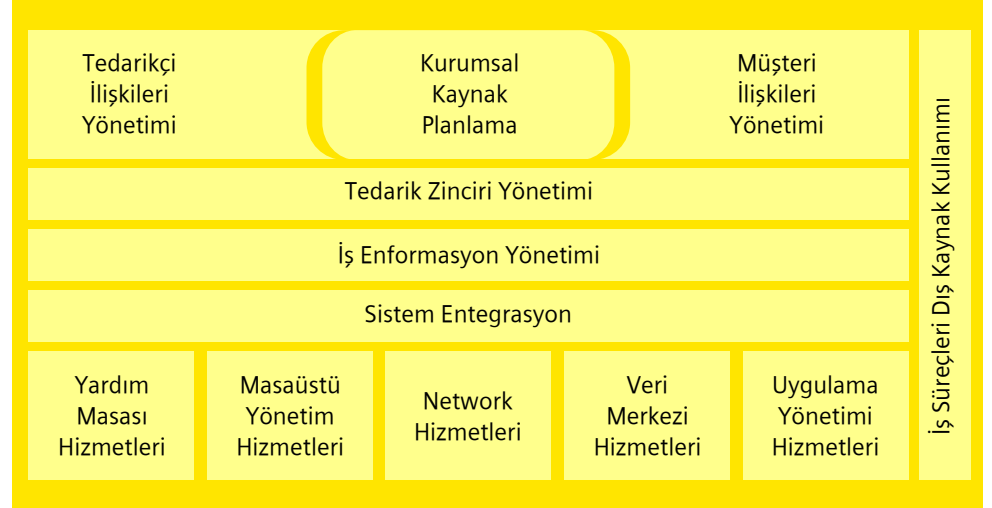 Tedarikçi
İlişkileri
Yönetimi
Kurumsal
Kaynak
Planlama
Müşteri
İlişkileri
Yönetimi
Tedarik Zinciri Yönetimi
İş Enformasyon Yönetimi
Sistem Entegrasyon
Yardım
Masası
Hizmetleri
Masaüstü
Yönetim
Hizmetleri
Network
Hizmetleri
Veri
Merkezi
Hizmetleri
Uygulama
Yönetimi
Hizmetleri
İş Süreçleri Dış Kaynak Kullanımı